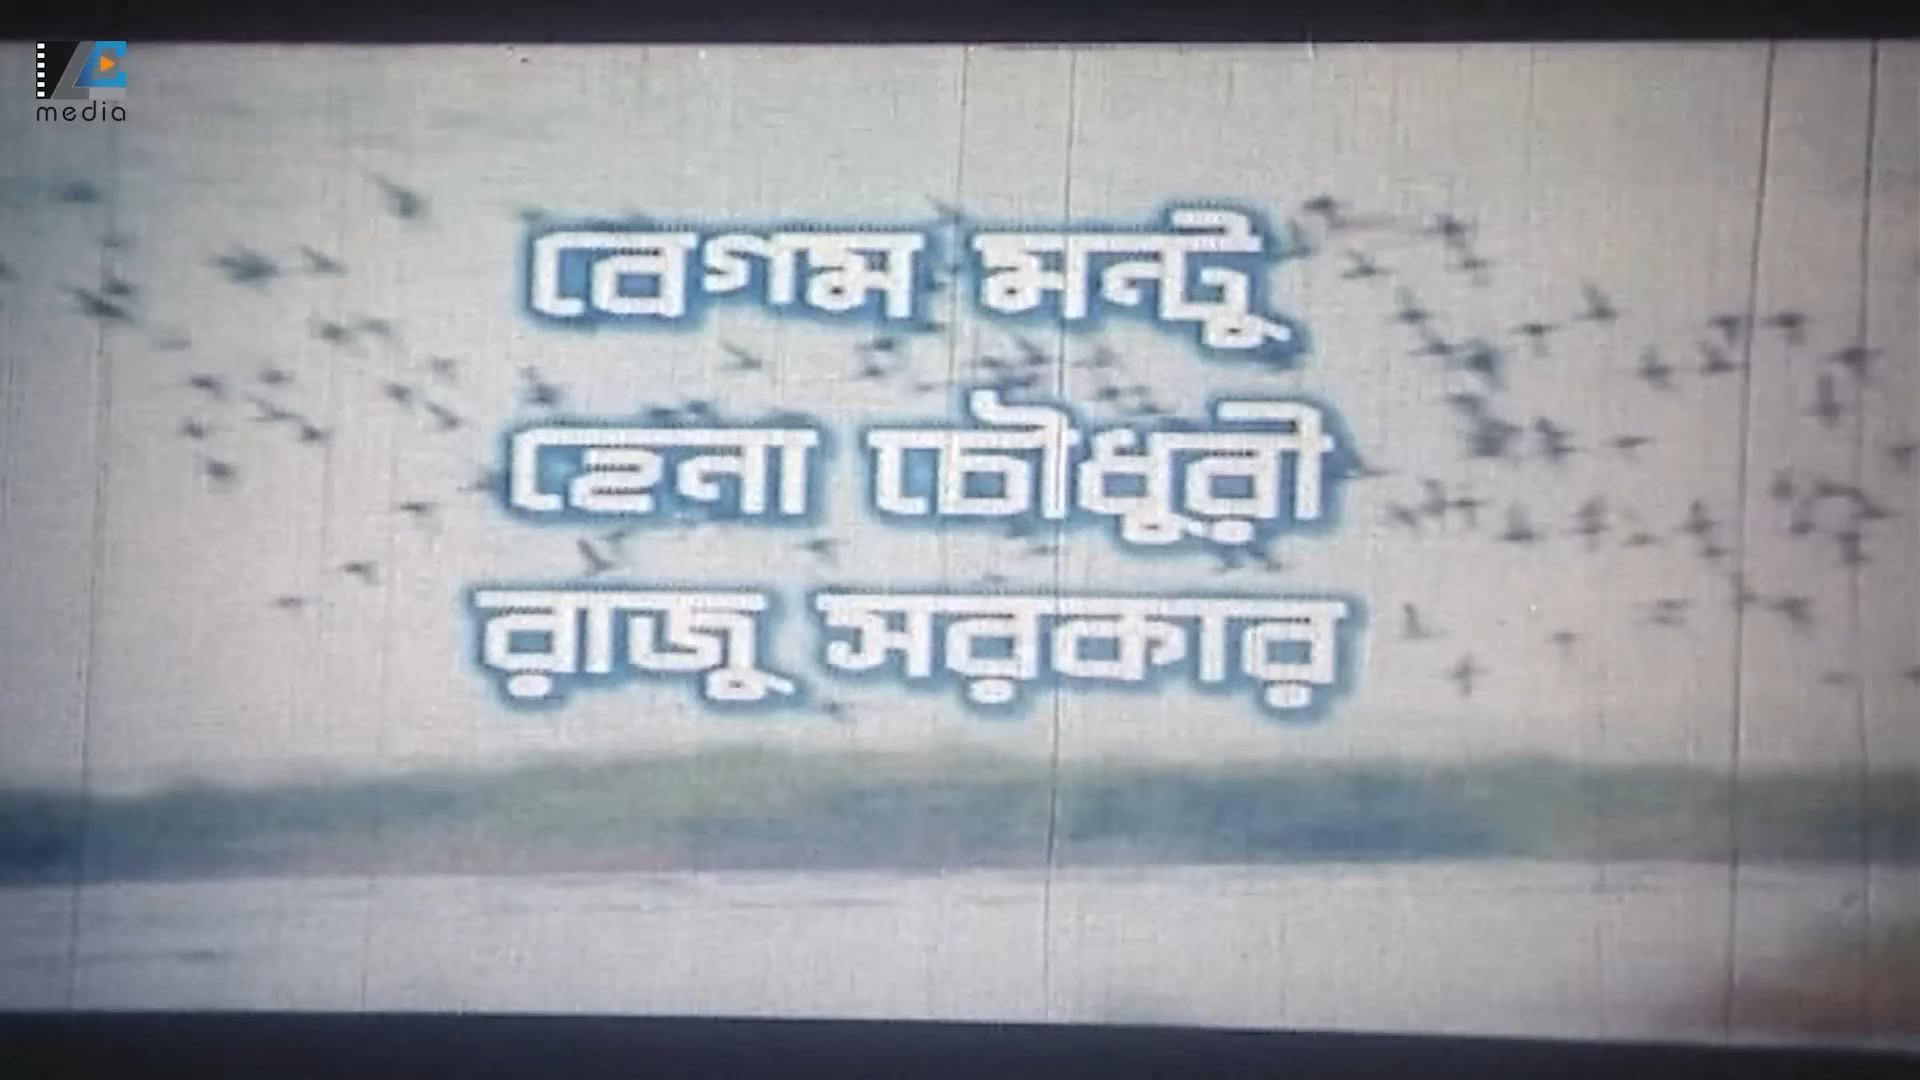 media
বেগম মন্টু
হেনা চৌধুরী
রাজু সরকার